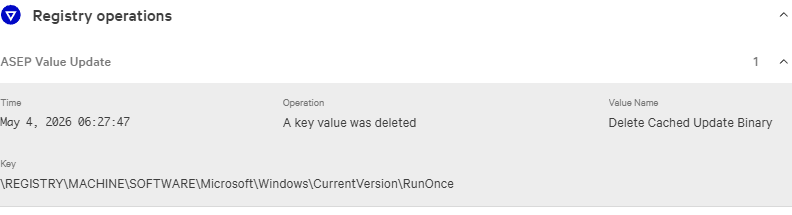 Registry operations
ASEP Value Update 1
Time Operation Value Name
May 4, 2026 06:27:47 A key value was deleted Delete Cached Update Binary
Key
\REGISTRY\MACHINE\SOFTWARE\Microsoft\Windows\CurrentVersion\RunOnce